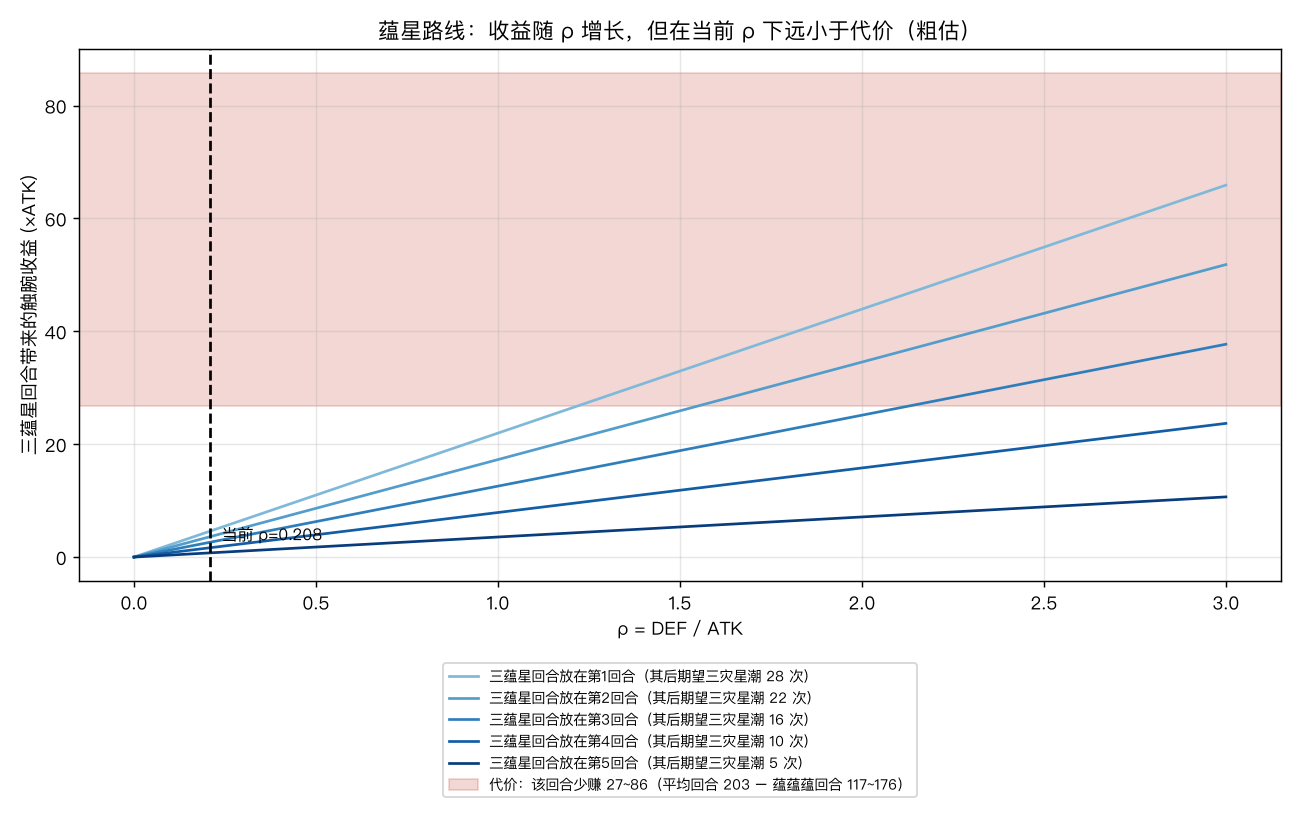 蕴星路线：收益随 ρ 增长，但在当前 ρ 下远小于代价（粗估）
三蕴星回合带来的触腕收益 (×ATK)
80
60
40
20
0
当前 ρ=0.208
0.0 0.5 1.0 1.5 2.0 2.5 3.0
ρ = DEF / ATK
三蕴星回合放在第1回合（其后期望三灾星潮 28 次）
三蕴星回合放在第2回合（其后期望三灾星潮 22 次）
三蕴星回合放在第3回合（其后期望三灾星潮 16 次）
三蕴星回合放在第4回合（其后期望三灾星潮 10 次）
三蕴星回合放在第5回合（其后期望三灾星潮 5 次）
代价：该回合少赚 27~86（平均回合 203 − 蕴蕴蕴回合 117~176）